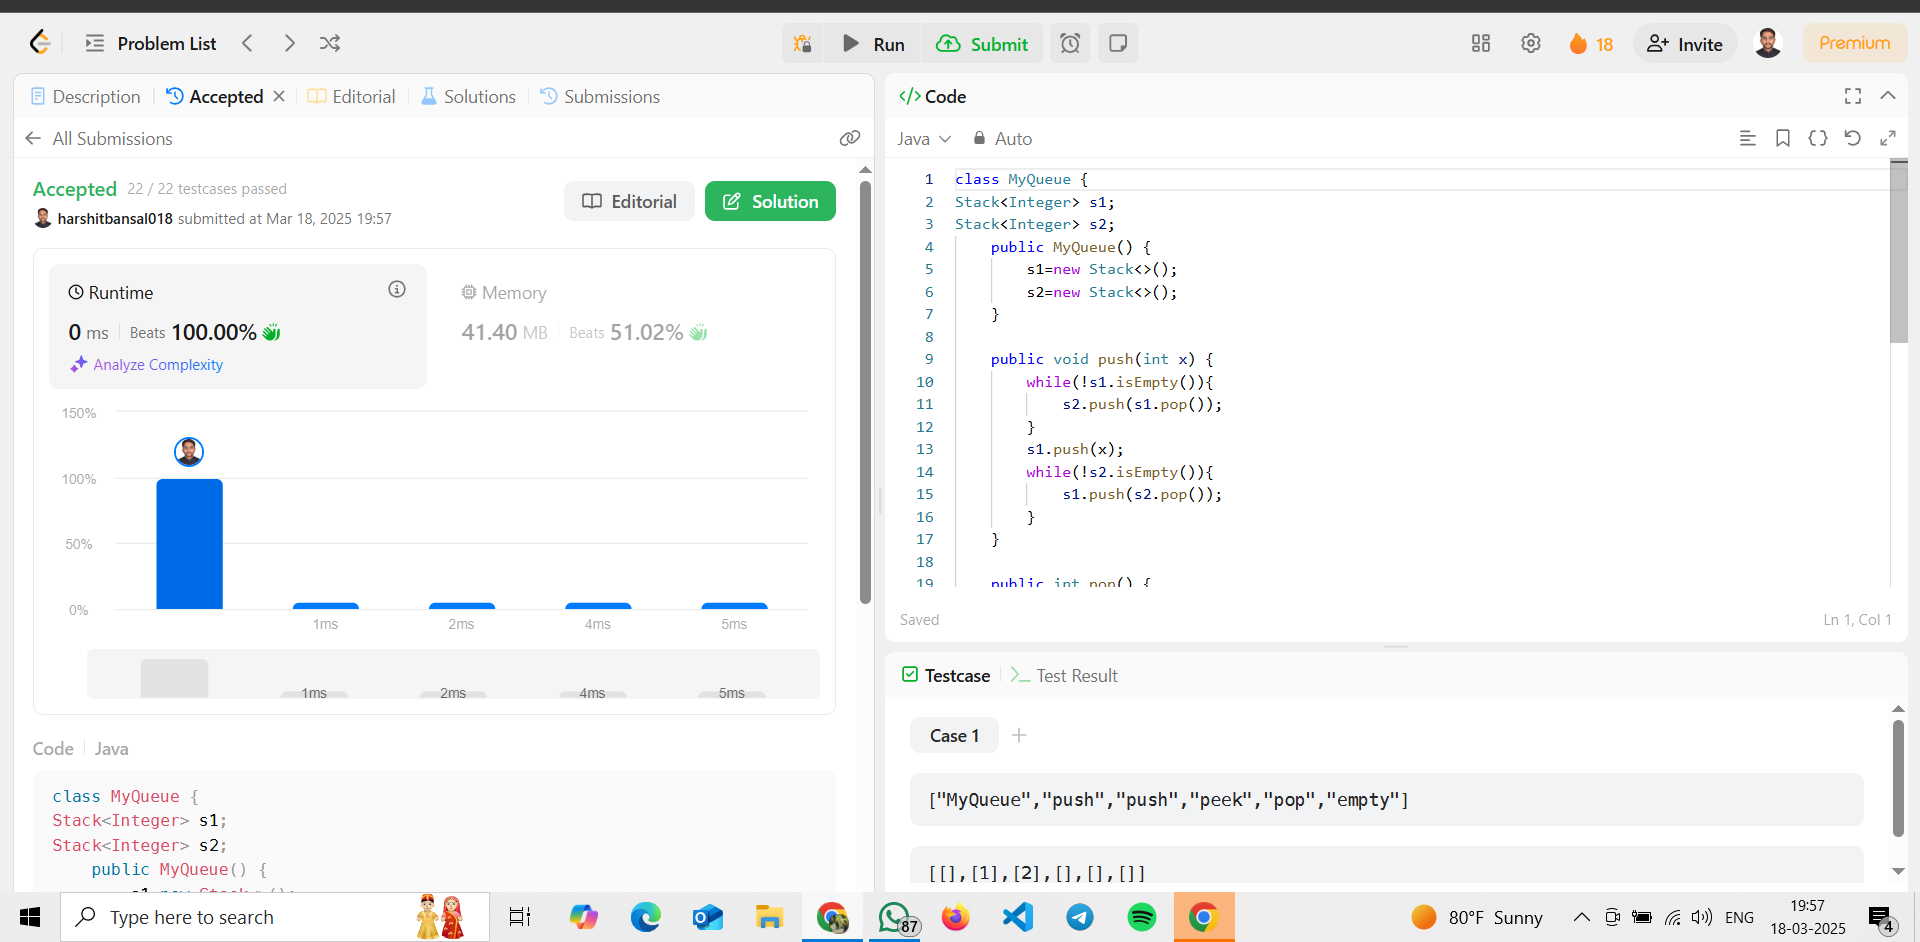 Problem List
Run
Submit
18
Invite
Premium
Description
Accepted
Editorial
Solutions
Submissions
All Submissions
Accepted 22 / 22 testcases passed
harshitbansal018 submitted at Mar 18, 2025 19:57
Editorial
Solution
Runtime
0 ms Beats 100.00%
Analyze Complexity
Memory
41.40 MB Beats 51.02%
150%
100%
50%
0%
1ms 2ms 4ms 5ms
1ms 2ms 4ms 5ms
Code Java
class MyQueue {
Stack<Integer> s1;
Stack<Integer> s2;
public MyQueue() {
</> Code
Java Auto
1 class MyQueue {
2 Stack<Integer> s1;
3 Stack<Integer> s2;
4 public MyQueue() {
5 s1=new Stack<>();
6 s2=new Stack<>();
7 }
8
9 public void push(int x) {
10 while(!s1.isEmpty()){
11 s2.push(s1.pop());
12 }
13 s1.push(x);
14 while(!s2.isEmpty()){
15 s1.push(s2.pop());
16 }
17 }
18
19 public int pop() {
Saved
Ln 1, Col 1
Testcase
Test Result
Case 1
["MyQueue","push","push","peek","pop","empty"]
[[],[1],[2],[],[],[]]
Type here to search
87
80°F Sunny
ENG
19:57
18-03-2025
4